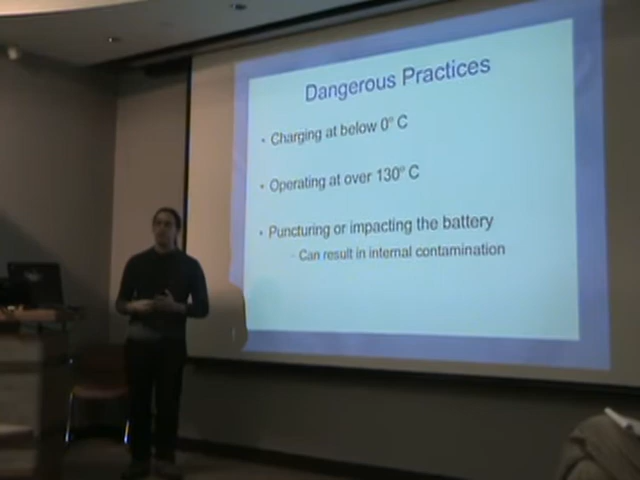 Dangerous Practices
• Charging at below 0° C
• Operating at over 130° C
• Puncturing or impacting the battery
- Can result in internal contamination